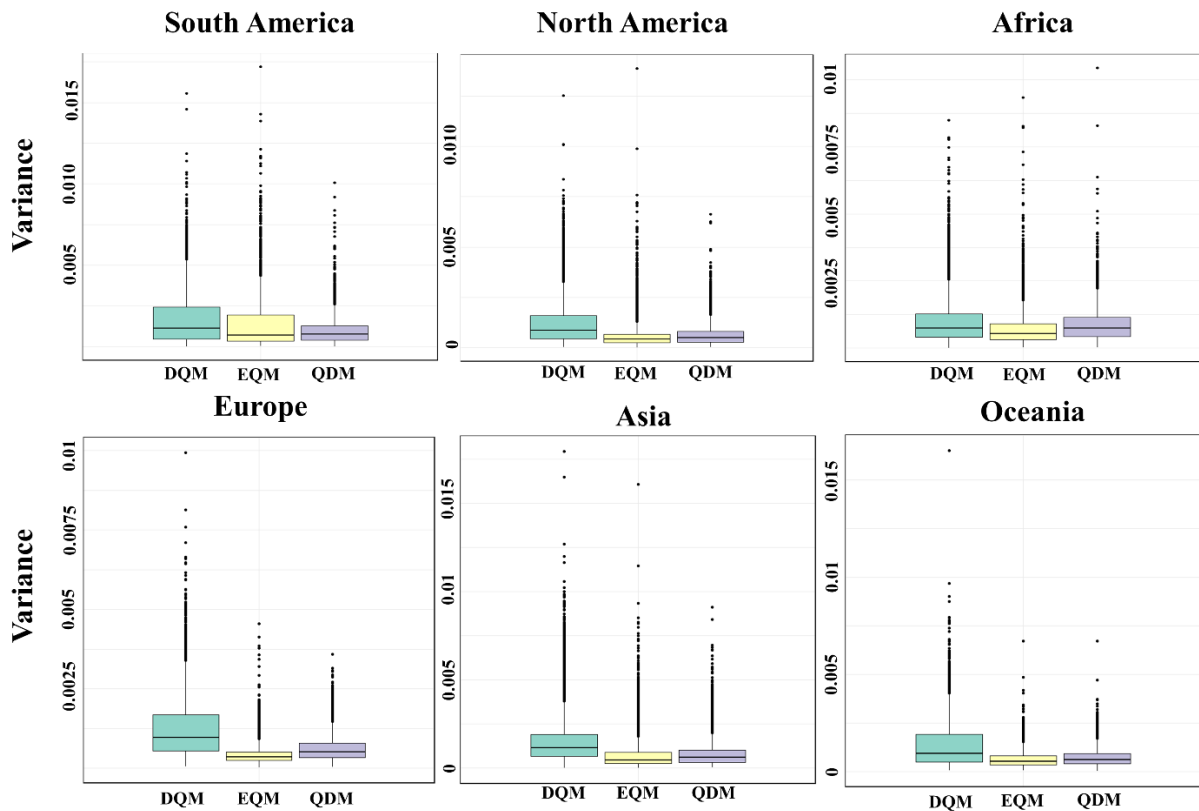 South America
North America
Africa
Variance
0.015
0.010
0.005
0.010
0.005
0
0.01
0.0075
0.005
0.0025
DQM EQM QDM
DQM EQM QDM
DQM EQM QDM
Europe
Asia
Oceania
Variance
0.01
0.0075
0.005
0.0025
0.015
0.01
0.005
0
0.015
0.01
0.005
0
DQM EQM QDM
DQM EQM QDM
DQM EQM QDM